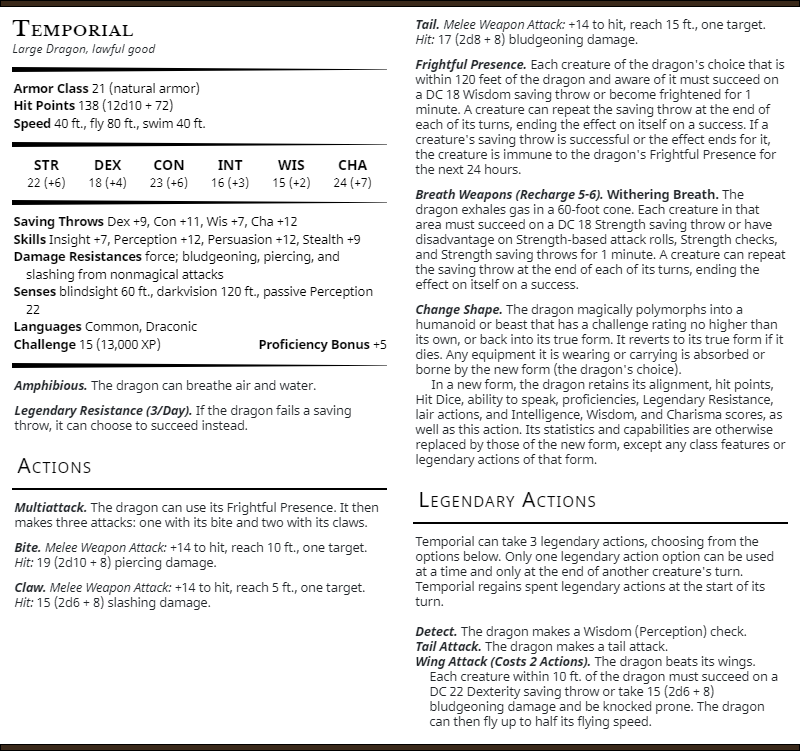 Temporial
Large Dragon, lawful good
Armor Class 21 (natural armor)
Hit Points 138 (12d10 + 72)
Speed 40 ft., fly 80 ft., swim 40 ft.
STR DEX CON INT WIS CHA
22 (+6) 18 (+4) 23 (+6) 16 (+3) 15 (+2) 24 (+7)
Saving Throws Dex +9, Con +11, Wis +7, Cha +12
Skills Insight +7, Perception +12, Persuasion +12, Stealth +9
Damage Resistances force; bludgeoning, piercing, and
slashing from nonmagical attacks
Senses blindsight 60 ft., darkvision 120 ft., passive Perception
22
Languages Common, Draconic
Challenge 15 (13,000 XP) Proficiency Bonus +5
Amphibious. The dragon can breathe air and water.
Legendary Resistance (3/Day). If the dragon fails a saving
throw, it can choose to succeed instead.
Actions
Multiattack. The dragon can use its Frightful Presence. It then
makes three attacks: one with its bite and two with its claws.
Bite. Melee Weapon Attack: +14 to hit, reach 10 ft., one target.
Hit: 19 (2d10 + 8) piercing damage.
Claw. Melee Weapon Attack: +14 to hit, reach 5 ft., one target.
Hit: 15 (2d6 + 8) slashing damage.
Tail. Melee Weapon Attack: +14 to hit, reach 15 ft., one target.
Hit: 17 (2d8 + 8) bludgeoning damage.
Frightful Presence. Each creature of the dragon's choice that is
within 120 feet of the dragon and aware of it must succeed on
a DC 18 Wisdom saving throw or become frightened for 1
minute. A creature can repeat the saving throw at the end of
each of its turns, ending the effect on itself on a success. If a
creature's saving throw is successful or the effect ends for it,
the creature is immune to the dragon's Frightful Presence for
the next 24 hours.
Breath Weapons (Recharge 5-6). Withering Breath. The
dragon exhales gas in a 60-foot cone. Each creature in that
area must succeed on a DC 18 Strength saving throw or have
disadvantage on Strength-based attack rolls, Strength checks,
and Strength saving throws for 1 minute. A creature can repeat
the saving throw at the end of each of its turns, ending the
effect on itself on a success.
Change Shape. The dragon magically polymorphs into a
humanoid or beast that has a challenge rating no higher than
its own, or back into its true form. It reverts to its true form if it
dies. Any equipment it is wearing or carrying is absorbed or
borne by the new form (the dragon's choice).
In a new form, the dragon retains its alignment, hit points,
Hit Dice, ability to speak, proficiencies, Legendary Resistance,
lair actions, and Intelligence, Wisdom, and Charisma scores, as
well as this action. Its statistics and capabilities are otherwise
replaced by those of the new form, except any class features or
legendary actions of that form.
Legendary Actions
Temporial can take 3 legendary actions, choosing from the
options below. Only one legendary action option can be used
at a time and only at the end of another creature's turn.
Temporial regains spent legendary actions at the start of its
turn.
Detect. The dragon makes a Wisdom (Perception) check.
Tail Attack. The dragon makes a tail attack.
Wing Attack (Costs 2 Actions). The dragon beats its wings.
Each creature within 10 ft. of the dragon must succeed on a
DC 22 Dexterity saving throw or take 15 (2d6 + 8)
bludgeoning damage and be knocked prone. The dragon
can then fly up to half its flying speed.